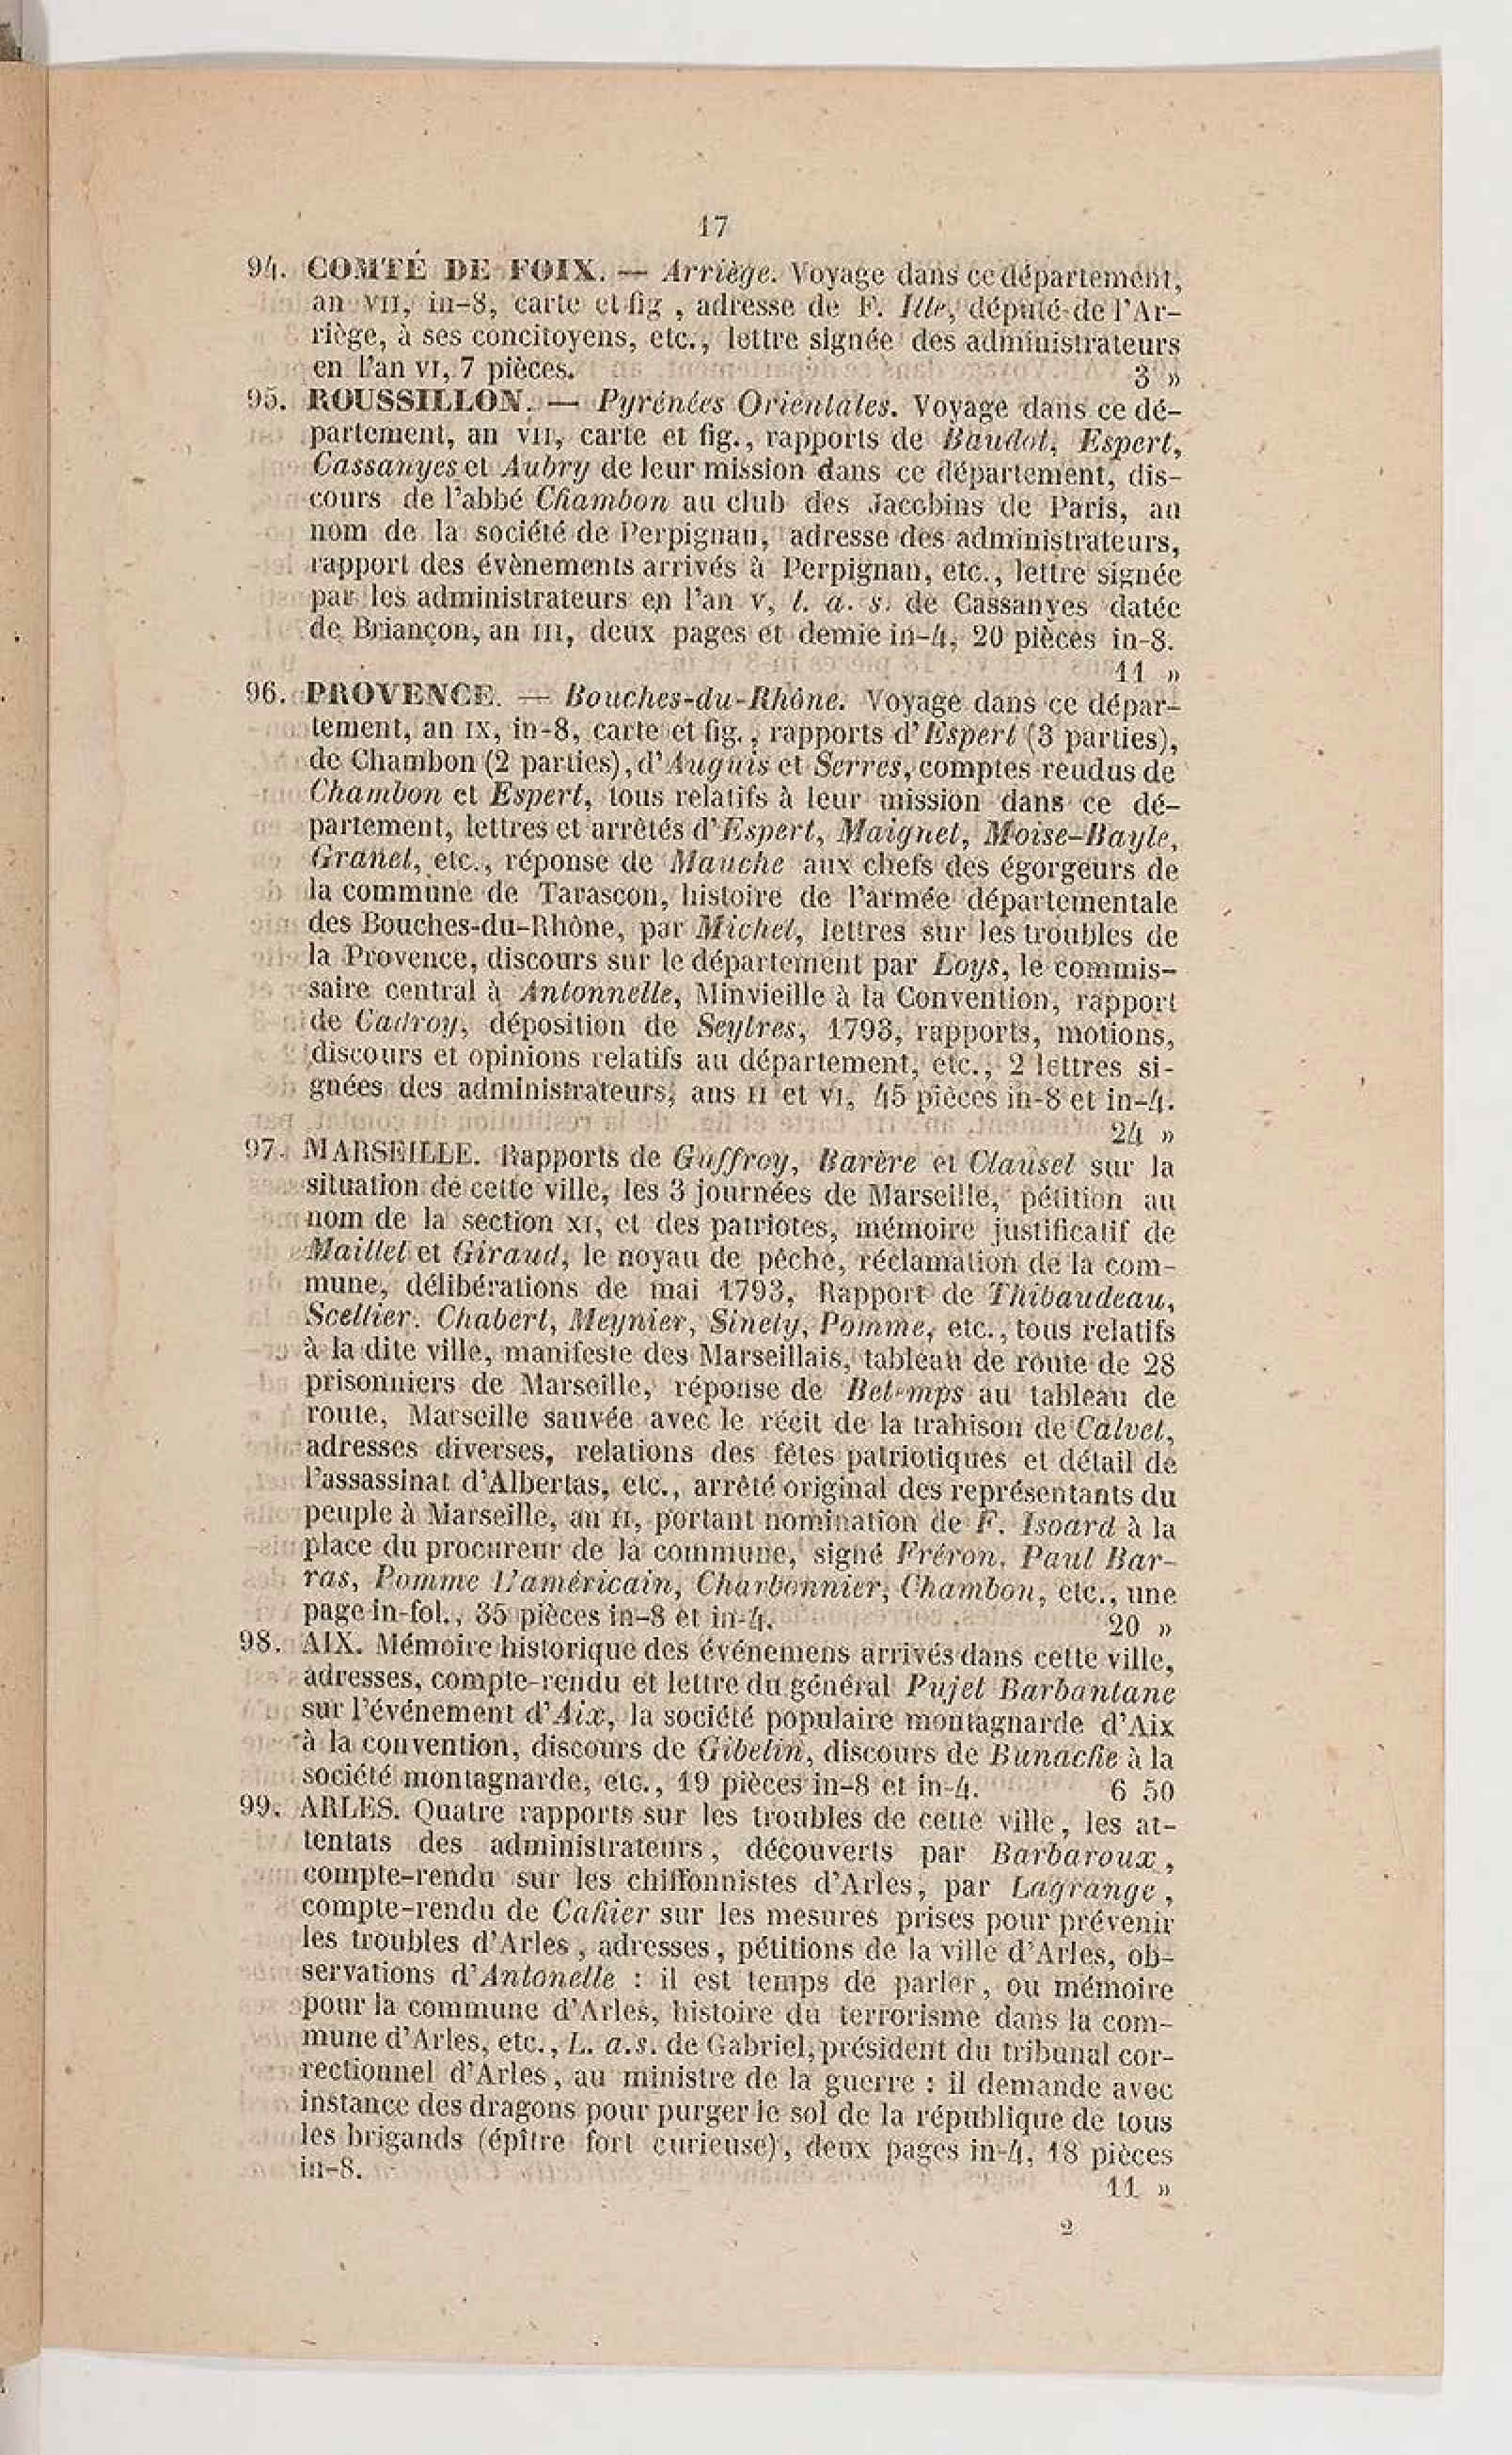 17
94. COMTÉ DE FOIX. — Arriège. Voyage dans ce département,
an VII, in-8, carte et fig , adresse de F. Ille, député de l'Ar-
riège, à ses concitoyens, etc., lettre signée des administrateurs
en l'an VI, 7 pièces. 3 »
95. ROUSSILLON. — Pyrénées Orientales. Voyage dans ce dé-
partement, an VII, carte et fig., rapports de Baudot, Espert,
Cassanyes et Aubry de leur mission dans ce département, dis-
cours de l'abbé Chambon au club des Jacobins de Paris, au
nom de la société de Perpignan, adresse des administrateurs,
rapport des évènements arrivés à Perpignan, etc., lettre signée
par les administrateurs en l'an V, l. a. s. de Cassanyes datée
de Briançon, an III, deux pages et demie in-4, 20 pièces in-8.
11 »
96. PROVENCE. — Bouches-du-Rhône. Voyage dans ce dépar-
tement, an IX, in-8, carte et fig., rapports d'Espert (3 parties),
de Chambon (2 parties), d'Auguis et Serres, comptes rendus de
Chambon et Espert, tous relatifs à leur mission dans ce dé-
partement, lettres et arrêtés d'Espert, Maignet, Moise-Bayle,
Granet, etc., réponse de Mauche aux chefs des égorgeurs de
la commune de Tarascon, histoire de l'armée départementale
des Bouches-du-Rhône, par Michel, lettres sur les troubles de
la Provence, discours sur le département par Loys, le commis-
saire central à Antonnelle, Minvieille à la Convention, rapport
de Cadroy, déposition de Seytres, 1793, rapports, motions,
discours et opinions relatifs au département, etc., 2 lettres si-
gnées des administrateurs, ans II et VI, 45 pièces in-8 et in-4.
24 »
97. MARSEILLE. Rapports de Guffroy, Barère et Clausel sur la
situation de cette ville, les 3 journées de Marseille, pétition au
nom de la section XI, et des patriotes, mémoire justificatif de
Maillet et Giraud, le noyau de pêche, réclamation de la com-
mune, délibérations de mai 1793, Rapport de Thibaudeau,
Scellier. Chabert, Meynier, Sinety, Pomme, etc., tous relatifs
à la dite ville, manifeste des Marseillais, tableau de route de 28
prisonniers de Marseille, réponse de Betemps au tableau de
route, Marseille sauvée avec le récit de la trahison de Calvet,
adresses diverses, relations des fêtes patriotiques et détail de
l'assassinat d'Albertas, etc., arrêté original des représentants du
peuple à Marseille, an II, portant nomination de F. Isoard à la
place du procureur de la commune, signé Fréron, Paul Bar-
ras, Pomme L'américain, Charbonnier, Chambon, etc., une
page in-fol., 35 pièces in-8 et in-4. 20 »
98. AIX. Mémoire historique des événemens arrivés dans cette ville,
adresses, compte-rendu et lettre du général Pujet Barbantane
sur l'événement d'Aix, la société populaire montagnarde d'Aix
à la convention, discours de Gibelin, discours de Bunache à la
société montagnarde, etc., 19 pièces in-8 et in-4. 6 50
99. ARLES. Quatre rapports sur les troubles de cette ville, les at-
tentats des administrateurs, découverts par Barbaroux,
compte-rendu sur les chiffonnistes d'Arles, par Lagrange,
compte-rendu de Cahier sur les mesures prises pour prévenir
les troubles d'Arles, adresses, pétitions de la ville d'Arles, ob-
servations d'Antonelle : il est temps de parler, ou mémoire
pour la commune d'Arles, histoire du terrorisme dans la com-
mune d'Arles, etc., L. a.s. de Gabriel, président du tribunal cor-
rectionnel d'Arles, au ministre de la guerre : il demande avec
instance des dragons pour purger le sol de la république de tous
les brigands (épître fort curieuse), deux pages in-4, 18 pièces
in-8.
11 »
2